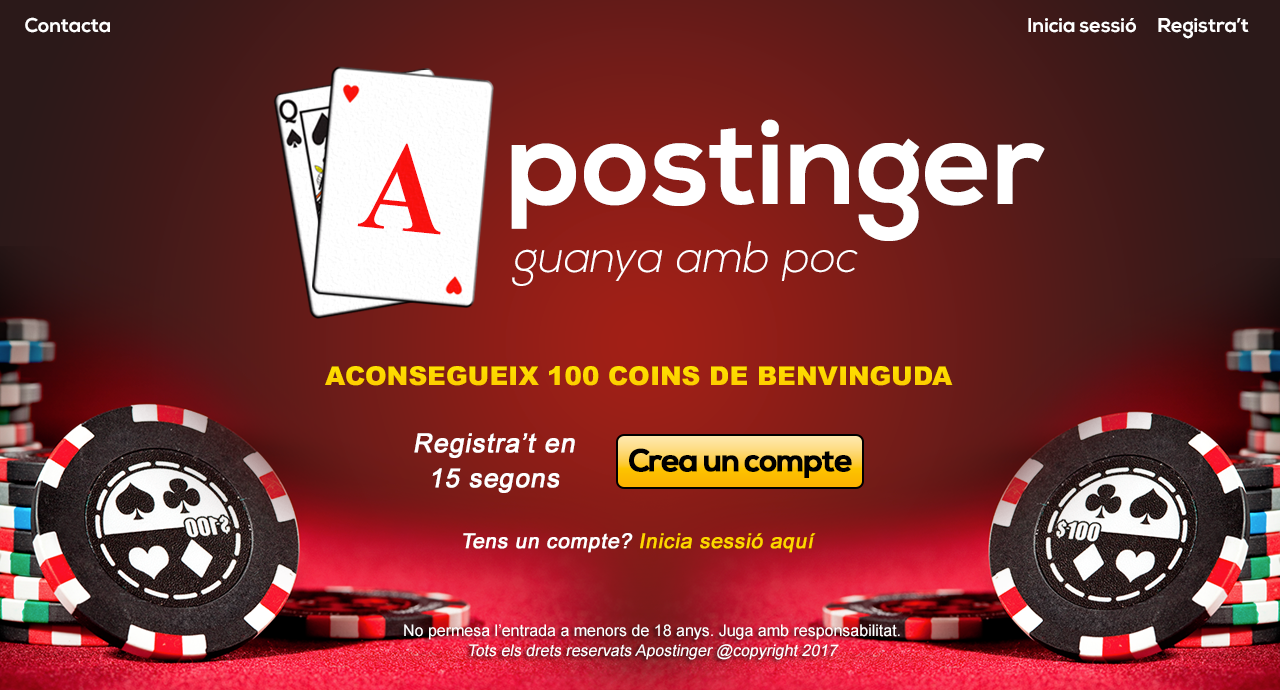 Contacta
Inicia sessió
Registra’t
Q
A
postinger
guanya amb poc
ACONSEGUEIX 100 COINS DE BENVINGUDA
Registra’t en
15 segons
Crea un compte
Tens un compte? Inicia sessió aquí
$100
$100
No permesa l’entrada a menors de 18 anys. Juga amb responsabilitat.
Tots els drets reservats Apostinger @copyright 2017